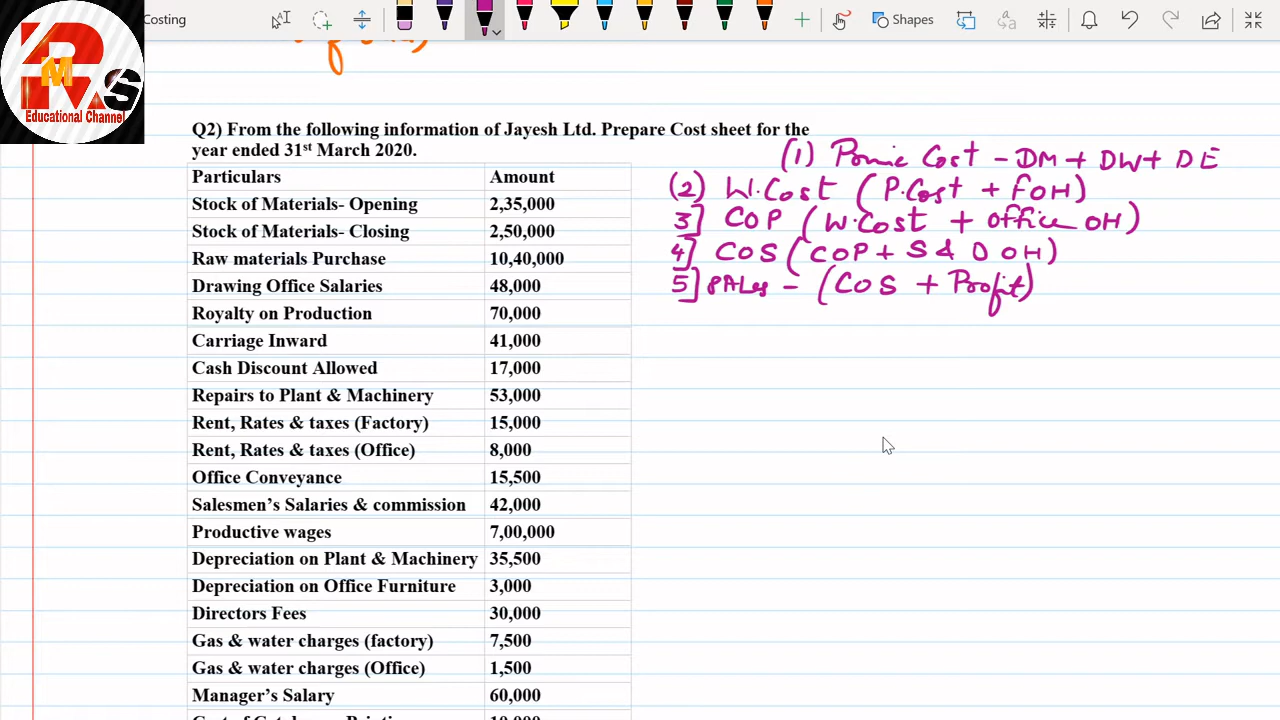 Costing
Shapes
R
M
S
Educational Channel
Q2) From the following information of Jayesh Ltd. Prepare Cost sheet for the
year ended 31st March 2020.
(1) Prmie Cost - DM + DW + DE
(2) W.Cost (P.Cost + FOH)
3] COP (W.Cost + office OH)
4] COS (COP + S & D OH)
5] SALes - (COS + Profit)
Particulars Amount
Stock of Materials- Opening 2,35,000
Stock of Materials- Closing 2,50,000
Raw materials Purchase 10,40,000
Drawing Office Salaries 48,000
Royalty on Production 70,000
Carriage Inward 41,000
Cash Discount Allowed 17,000
Repairs to Plant & Machinery 53,000
Rent, Rates & taxes (Factory) 15,000
Rent, Rates & taxes (Office) 8,000
Office Conveyance 15,500
Salesmen's Salaries & commission 42,000
Productive wages 7,00,000
Depreciation on Plant & Machinery 35,500
Depreciation on Office Furniture 3,000
Directors Fees 30,000
Gas & water charges (factory) 7,500
Gas & water charges (Office) 1,500
Manager's Salary 60,000